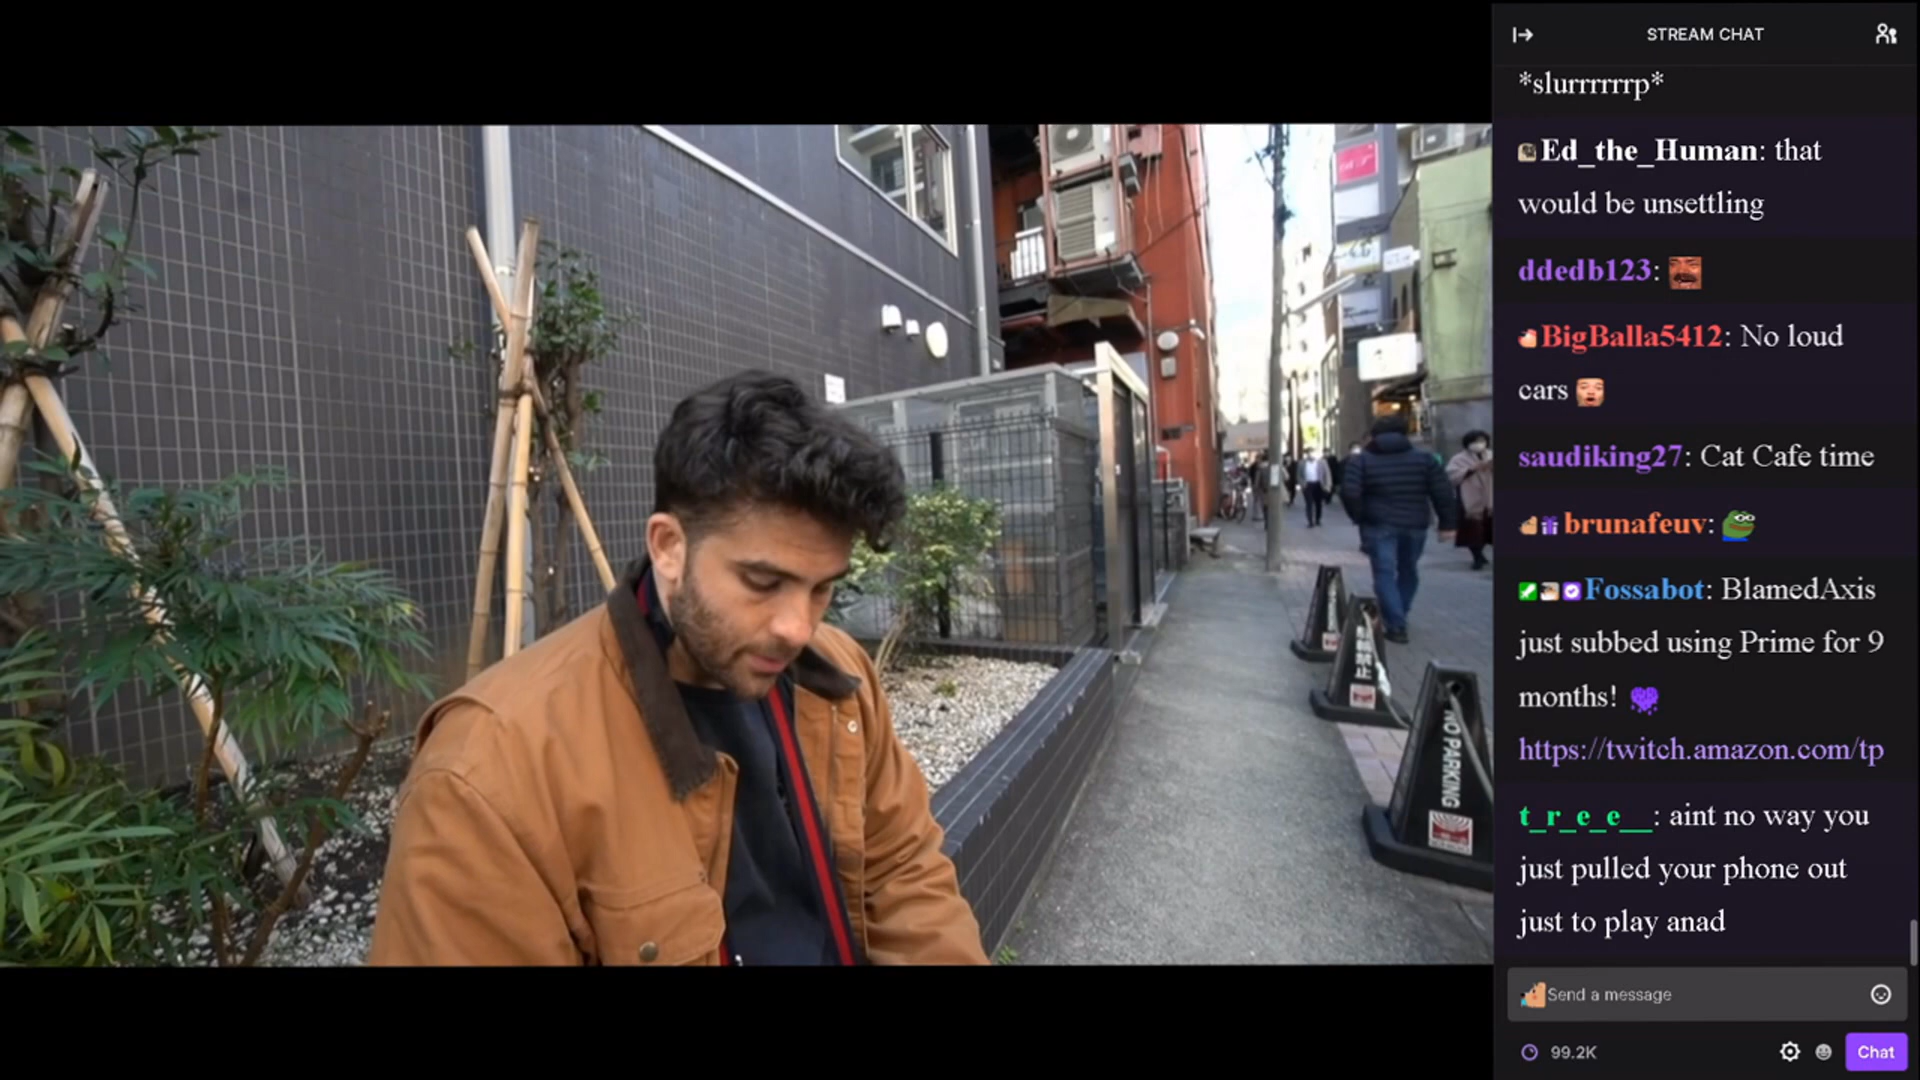 STREAM CHAT
*slurrrrrrp*
Ed_the_Human: that
would be unsettling
ddedb123:
BigBalla5412: No loud
cars
saudiking27: Cat Cafe time
brunafeuv:
Fossabot: BlamedAxis
just subbed using Prime for 9
months!
https://twitch.amazon.com/tp
t_r_e_e__: aint no way you
just pulled your phone out
just to play anad
Send a message
99.2K
Chat
NO PARKING